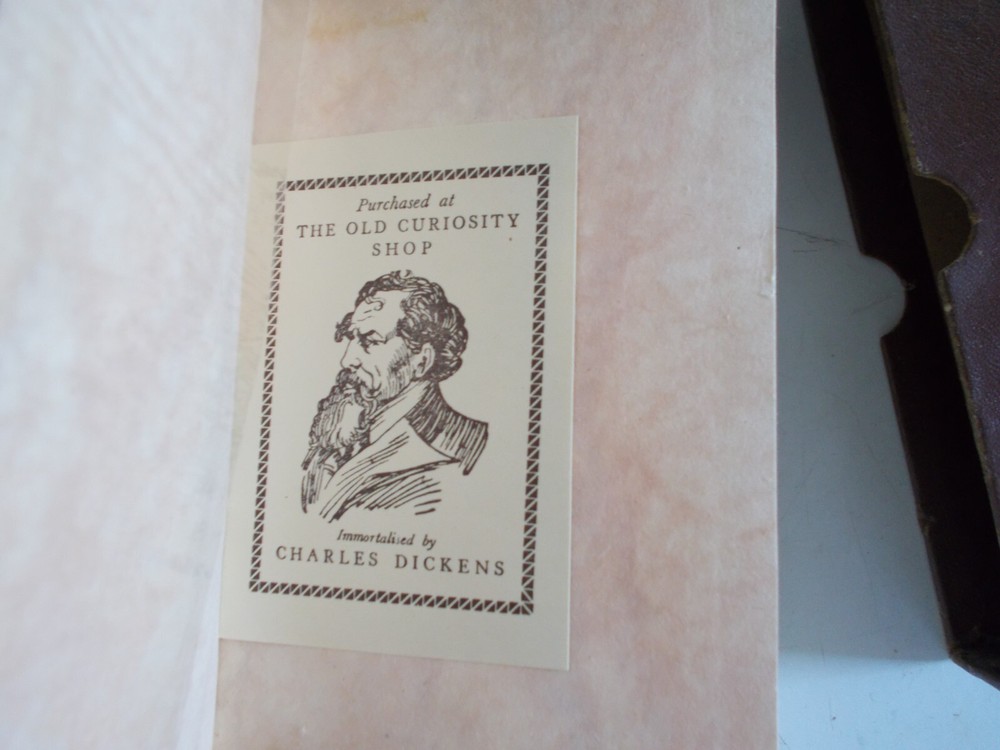 Purchased at
THE OLD CURIOSITY
SHOP
Immortalised by
CHARLES DICKENS